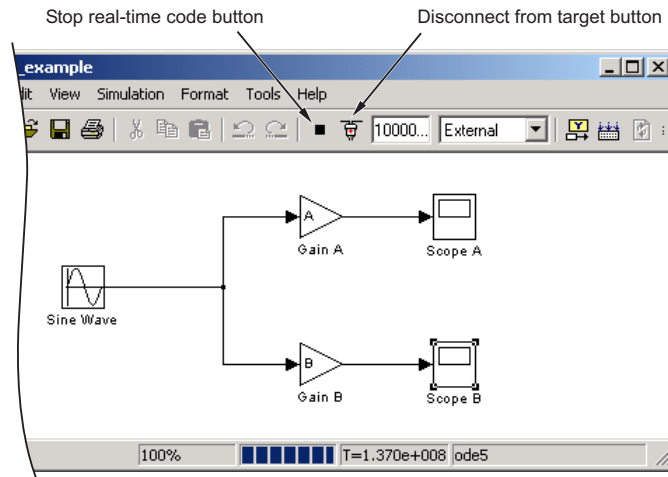 Stop real-time code button
Disconnect from target button
_example
dit View Simulation Format Tools Help
10000... External
A
Gain A
Scope A
Sine Wave
B
Gain B
Scope B
100% T=1.370e+008 ode5